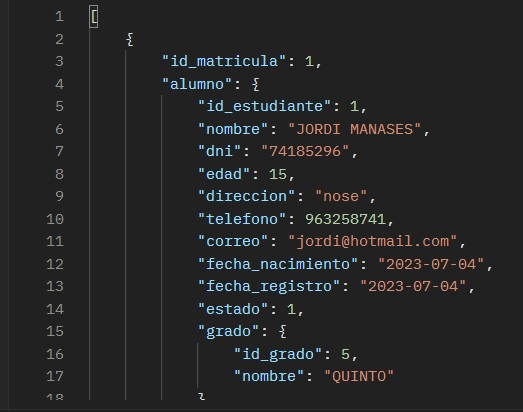 1 [
2 {
3 "id_matricula": 1,
4 "alumno": {
5 "id_estudiante": 1,
6 "nombre": "JORDI MANASES",
7 "dni": "74185296",
8 "edad": 15,
9 "direccion": "nose",
10 "telefono": 963258741,
11 "correo": "jordi@hotmail.com",
12 "fecha_nacimiento": "2023-07-04",
13 "fecha_registro": "2023-07-04",
14 "estado": 1,
15 "grado": {
16 "id_grado": 5,
17 "nombre": "QUINTO"
18 }